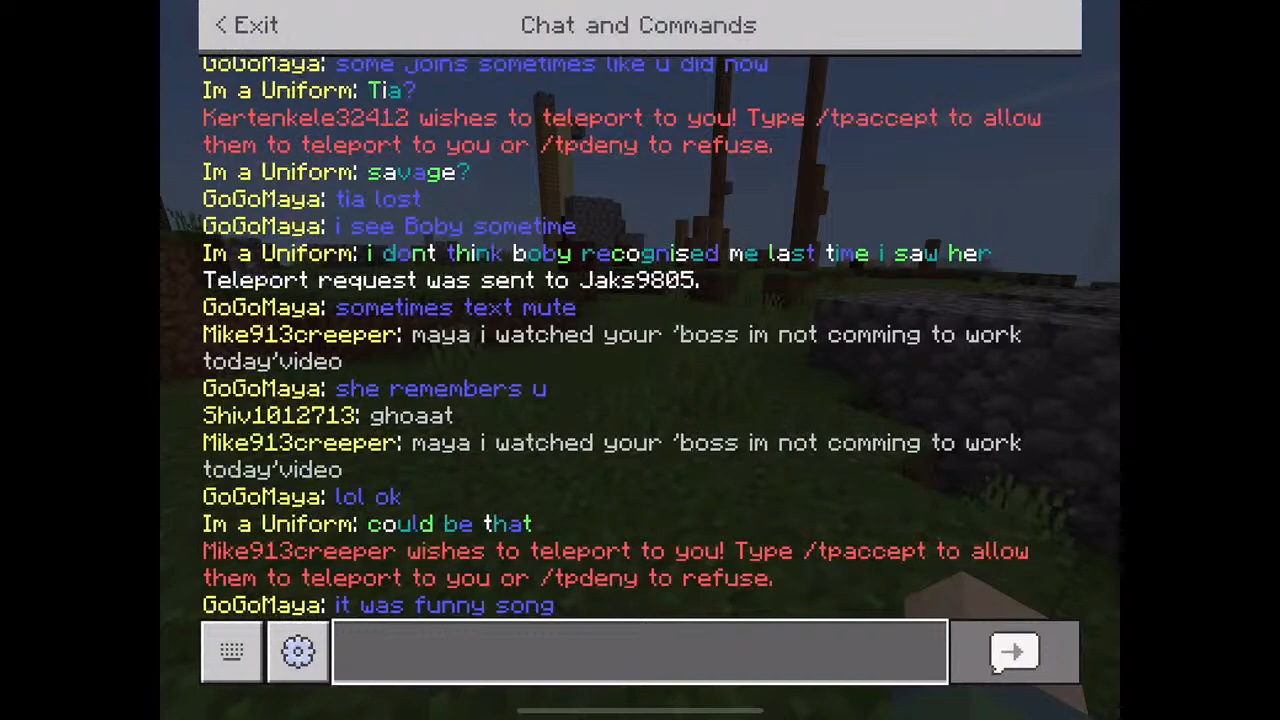 Exit
Chat and Commands
GoGoMaya: some joins sometimes like u did now
Im a Uniform: Tia?
Kertenkele32412 wishes to teleport to you! Type /tpaccept to allow
them to teleport to you or /tpdeny to refuse.
Im a Uniform: savage?
GoGoMaya: tia lost
GoGoMaya: i see Boby sometime
Im a Uniform: i dont think boby recognised me last time i saw her
Teleport request was sent to Jaks9805.
GoGoMaya: sometimes text mute
Mike913creeper: maya i watched your 'boss im not comming to work
today'video
GoGoMaya: she remembers u
Shiv1012713: ghoaat
Mike913creeper: maya i watched your 'boss im not comming to work
today'video
GoGoMaya: lol ok
Im a Uniform: could be that
Mike913creeper wishes to teleport to you! Type /tpaccept to allow
them to teleport to you or /tpdeny to refuse.
GoGoMaya: it was funny song